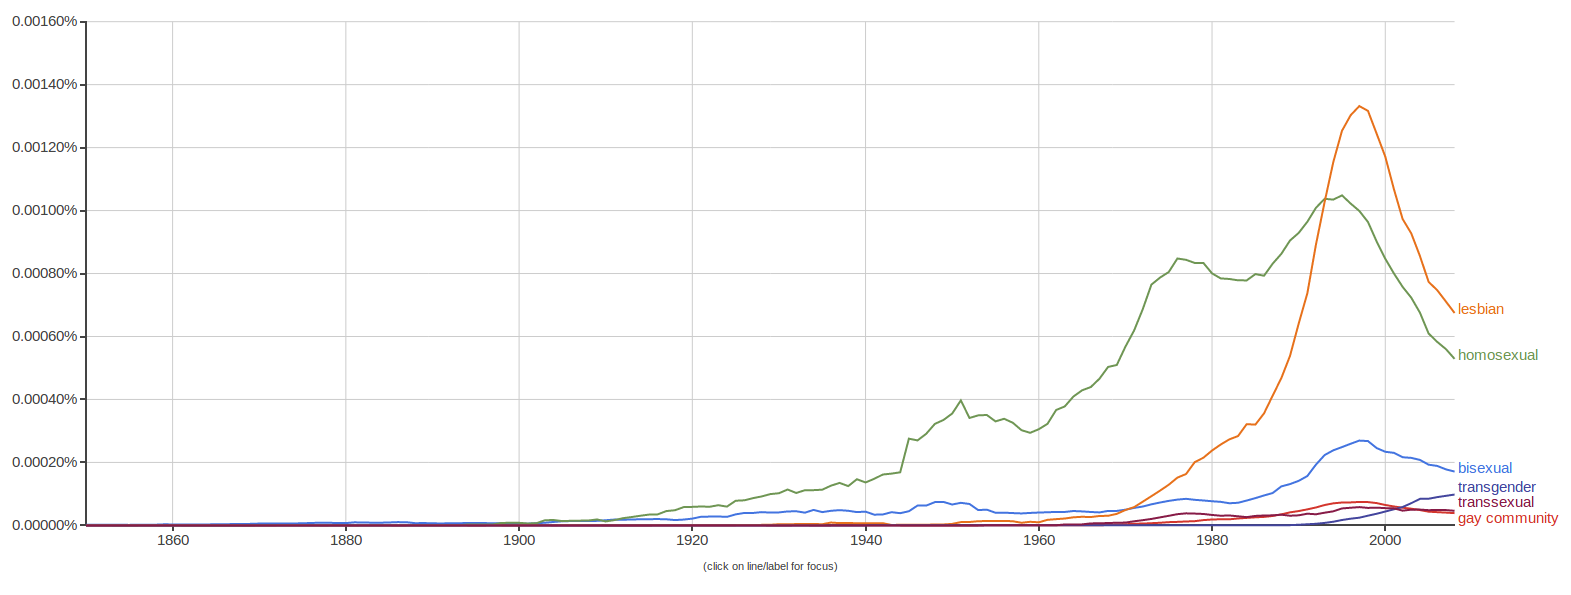 0.00160%
0.00140%
0.00120%
0.00100%
0.00080%
0.00060%
0.00040%
0.00020%
0.00000%
lesbian
homosexual
bisexual
transgender
transsexual
gay community
1860 1880 1900 1920 1940 1960 1980 2000
(click on line/label for focus)